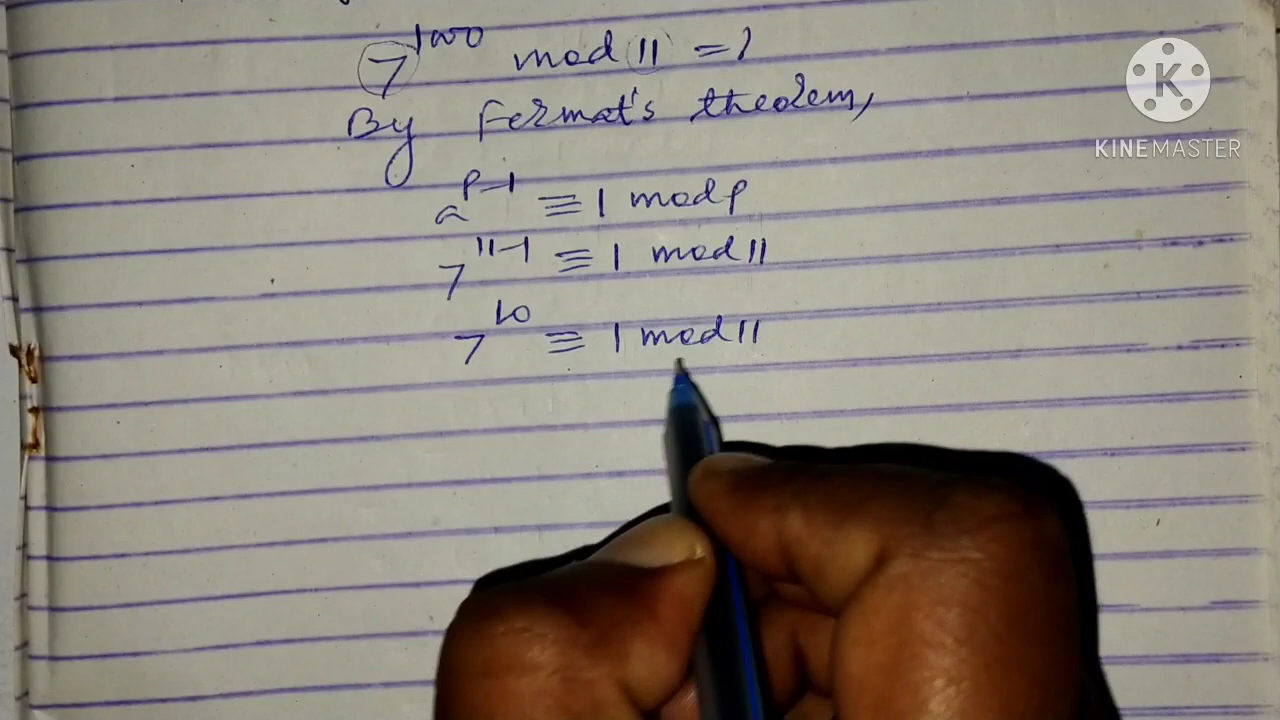 7^1000 mod 11 = ?
By Fermat's theorem,
a^p-1 ≡ 1 mod p
7^11-1 ≡ 1 mod 11
7^10 ≡ 1 mod 11
K
KINEMASTER